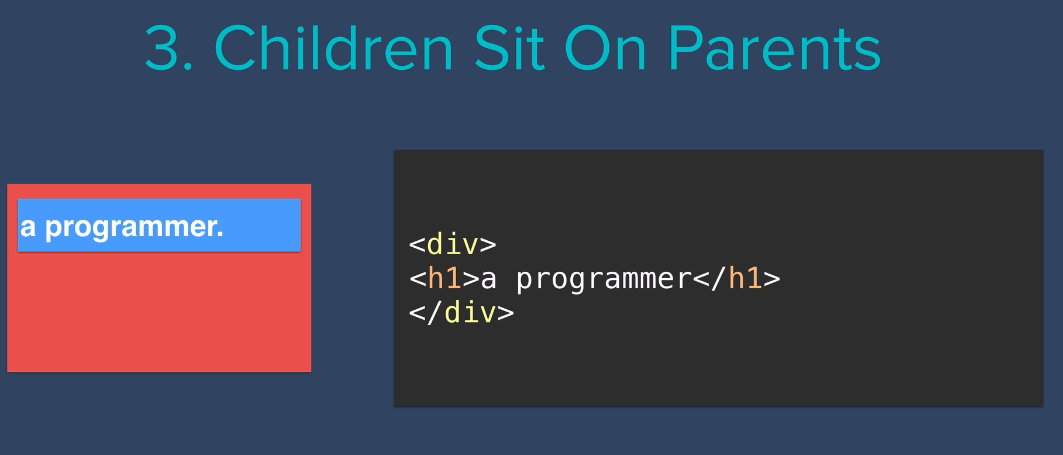 3. Children Sit On Parents
a programmer.
<div>
<h1>a programmer</h1>
</div>